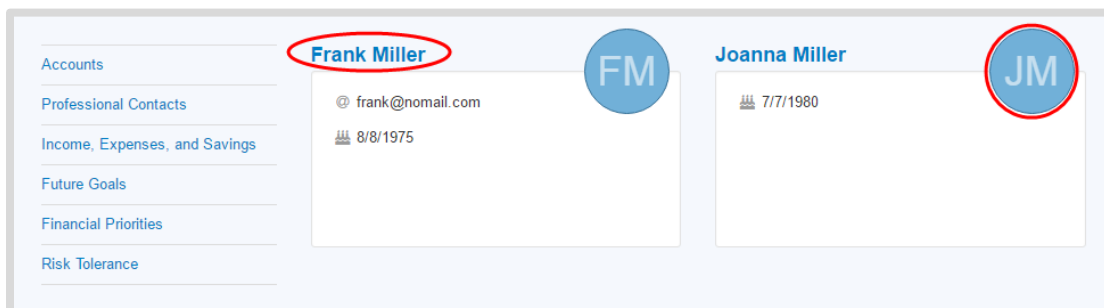 Accounts
Professional Contacts
Income, Expenses, and Savings
Future Goals
Financial Priorities
Risk Tolerance
Frank Miller
FM
@ frank@nomail.com
8/8/1975
Joanna Miller
JM
7/7/1980